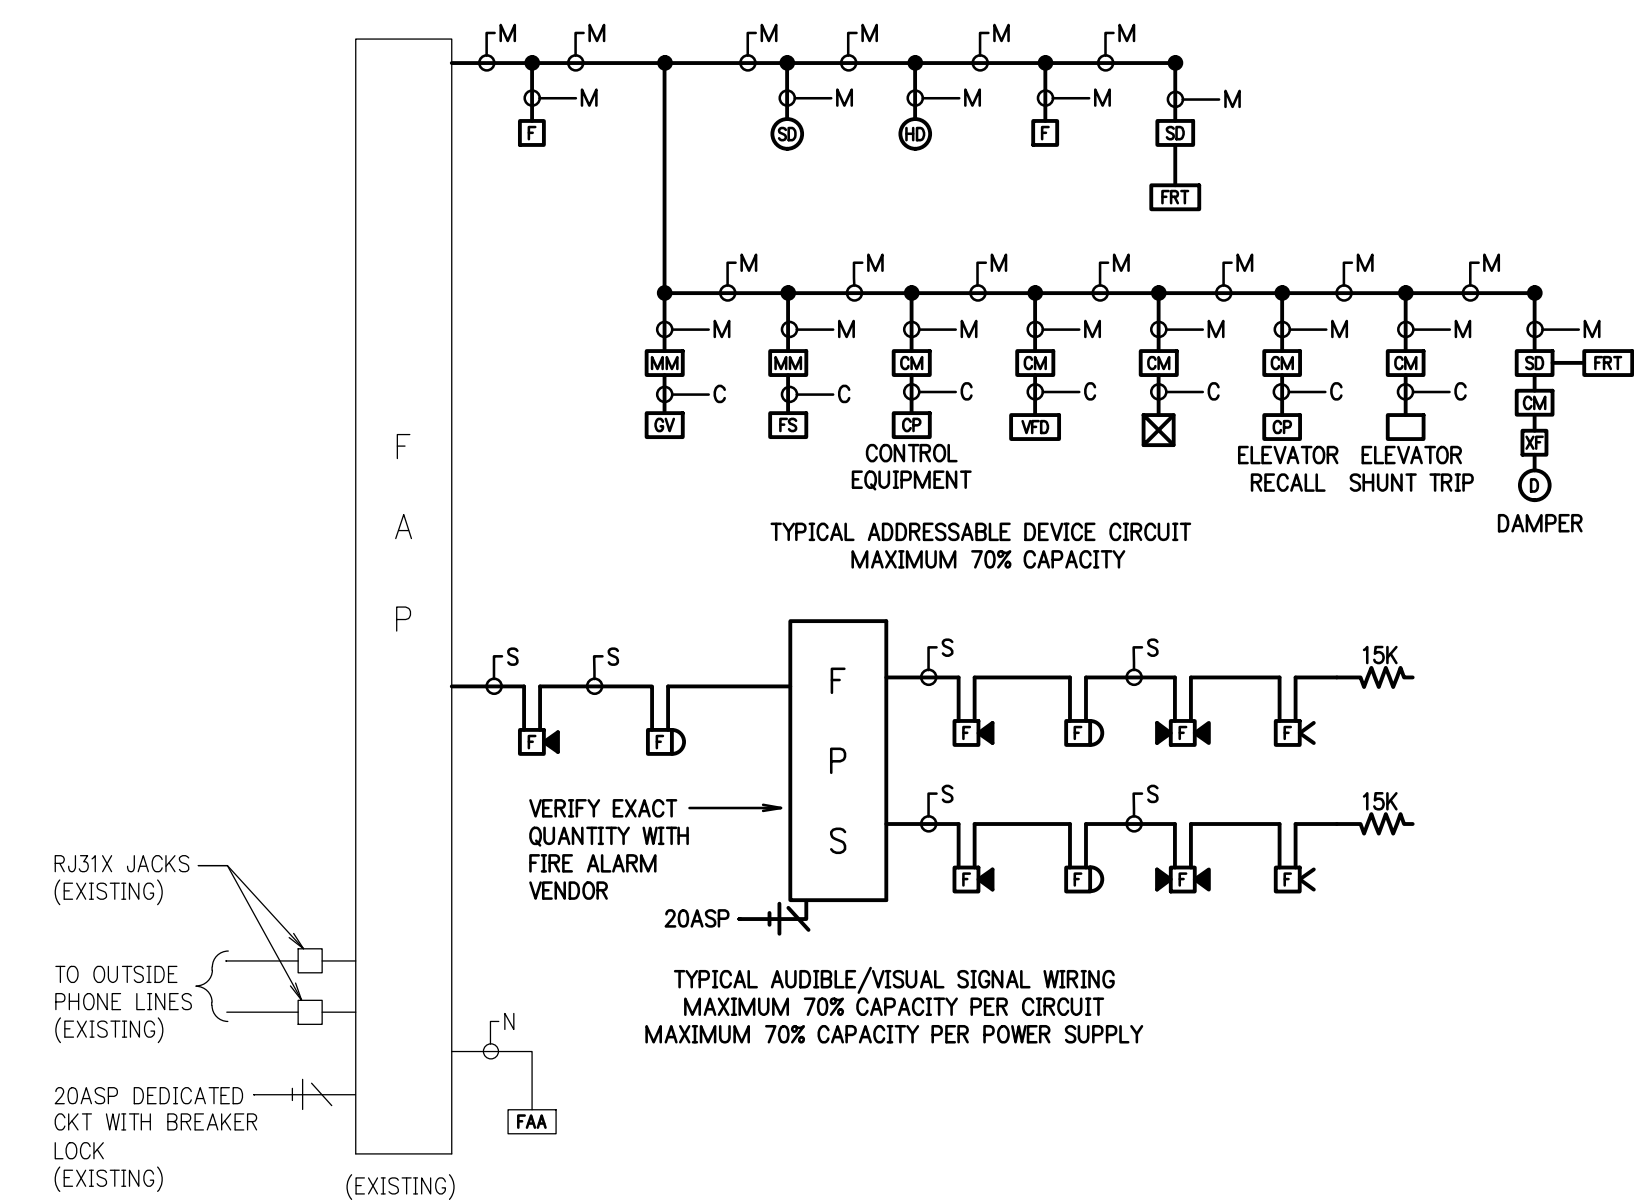 M M M M M M
M M M M M
F SD HD F SD
FRT
M M M M M M M
M M M M M M M M
MM MM CM CM CM CM CM SD FRT
C C C C C C C
CM
GV FS CP VFD CP
XF
CONTROL
EQUIPMENT
ELEVATOR
RECALL
ELEVATOR
SHUNT TRIP
D
DAMPER
TYPICAL ADDRESSABLE DEVICE CIRCUIT
MAXIMUM 70% CAPACITY
F
A
P
S S
F F
F
P
S
S S 15K
F F F F
S S 15K
F F F F
VERIFY EXACT
QUANTITY WITH
FIRE ALARM
VENDOR
20ASP
TYPICAL AUDIBLE/VISUAL SIGNAL WIRING
MAXIMUM 70% CAPACITY PER CIRCUIT
MAXIMUM 70% CAPACITY PER POWER SUPPLY
RJ31X JACKS
(EXISTING)
TO OUTSIDE
PHONE LINES
(EXISTING)
N
FAA
20ASP DEDICATED
CKT WITH BREAKER
LOCK
(EXISTING)
(EXISTING)